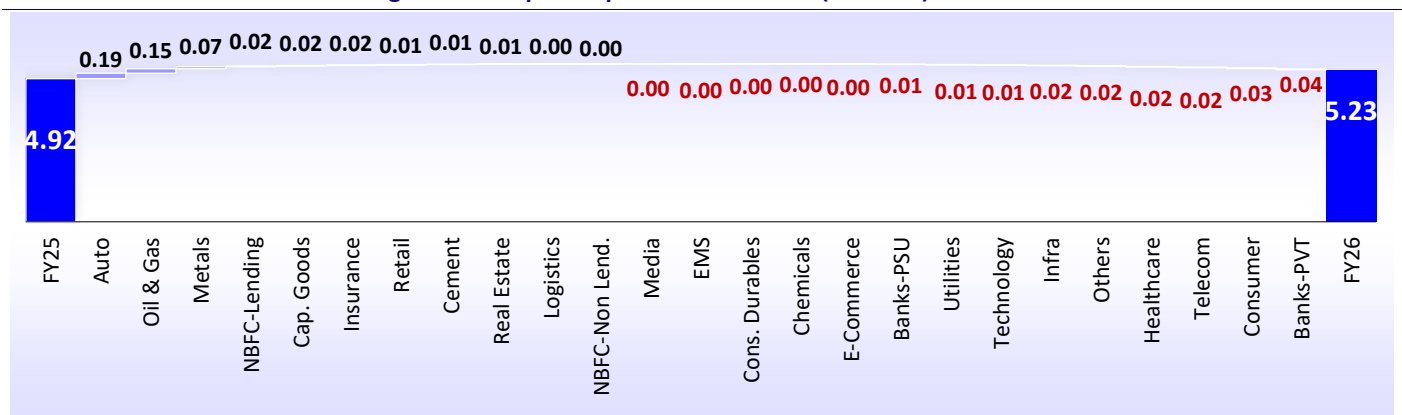 0.19 0.15 0.07 0.02 0.02 0.02 0.01 0.01 0.01 0.00 0.00
0.00 0.00 0.00 0.00 0.00 0.01 0.01 0.01 0.02 0.02 0.02 0.02 0.03 0.04
4.92
5.23
FY25
Auto
Oil & Gas
Metals
NBFC-Lending
Cap. Goods
Insurance
Retail
Cement
Real Estate
Logistics
NBFC-Non Lend.
Media
EMS
Cons. Durables
Chemicals
E-Commerce
Banks-PSU
Utilities
Technology
Infra
Others
Healthcare
Telecom
Consumer
Banks-PVT
FY26